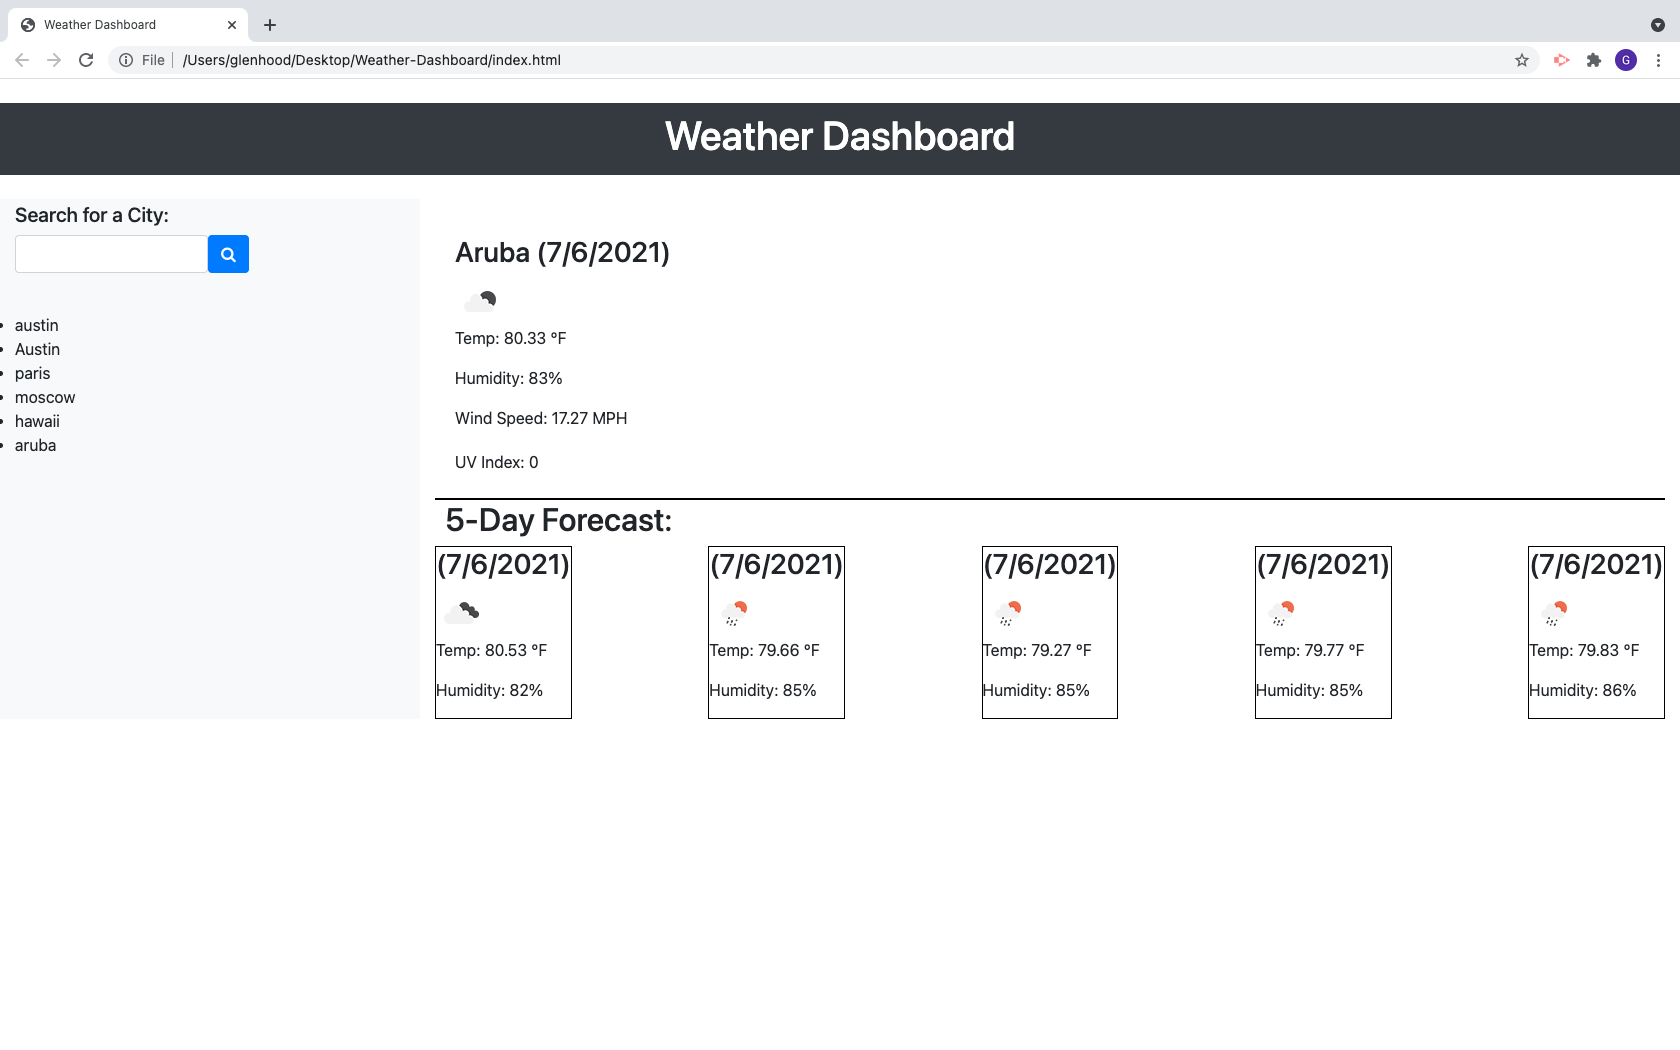 Weather Dashboard
File
/Users/glenhood/Desktop/Weather-Dashboard/index.html
G
Weather Dashboard
Search for a City:
austin
Austin
paris
moscow
hawaii
aruba
Aruba (7/6/2021)
Temp: 80.33 °F
Humidity: 83%
Wind Speed: 17.27 MPH
UV Index: 0
5-Day Forecast:
(7/6/2021)
Temp: 80.53 °F
Humidity: 82%
(7/6/2021)
Temp: 79.66 °F
Humidity: 85%
(7/6/2021)
Temp: 79.27 °F
Humidity: 85%
(7/6/2021)
Temp: 79.77 °F
Humidity: 85%
(7/6/2021)
Temp: 79.83 °F
Humidity: 86%